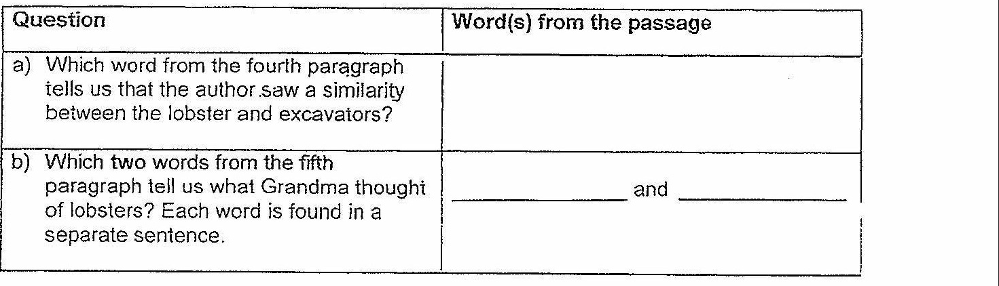 Question
Word(s) from the passage
a) Which word from the fourth paragraph
tells us that the author saw a similarity
between the lobster and excavators?
b) Which two words from the fifth
paragraph tell us what Grandma thought
of lobsters? Each word is found in a
separate sentence.
____________ and ____________